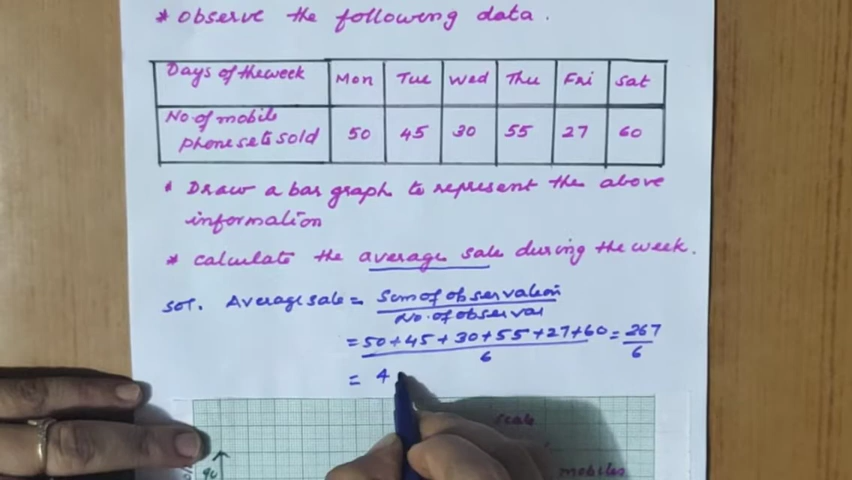 * Observe the following data.
Days of the week Mon Tue Wed Thu Fri Sat
No. of mobile
phone sets sold 50 45 30 55 27 60
* Draw a bar graph to represent the above
information
* calculate the average sale during the week.
Sol. Average sale = Sum of observation
No. of observat
= 50+45+30+55+27+60 = 267
6 6
= 4
scale
90
mobiles